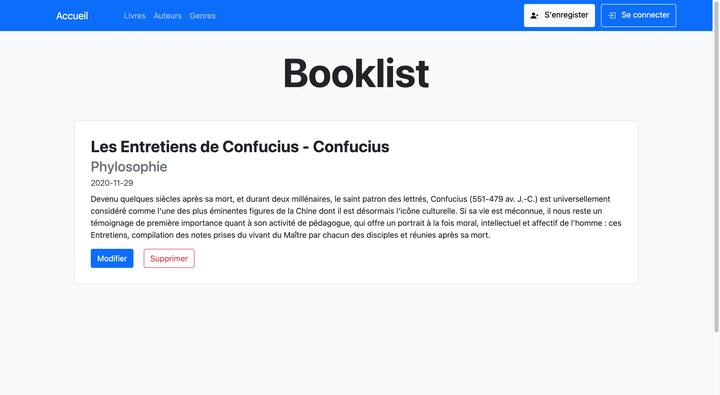 Accueil Livres Auteurs Genres S'enregister Se connecter
Booklist
Les Entretiens de Confucius - Confucius
Phylosophie
2020-11-29
Devenu quelques siècles après sa mort, et durant deux millénaires, le saint patron des lettrés, Confucius (551-479 av. J.-C.) est universellement
considéré comme l'une des plus éminentes figures de la Chine dont il est désormais l'icône culturelle. Si sa vie est méconnue, il nous reste un
témoignage de première importance quant à son activité de pédagogue, qui offre un portrait à la fois moral, intellectuel et affectif de l'homme : ces
Entretiens, compilation des notes prises du vivant du Maître par chacun des disciples et réunies après sa mort.
Modifier Supprimer